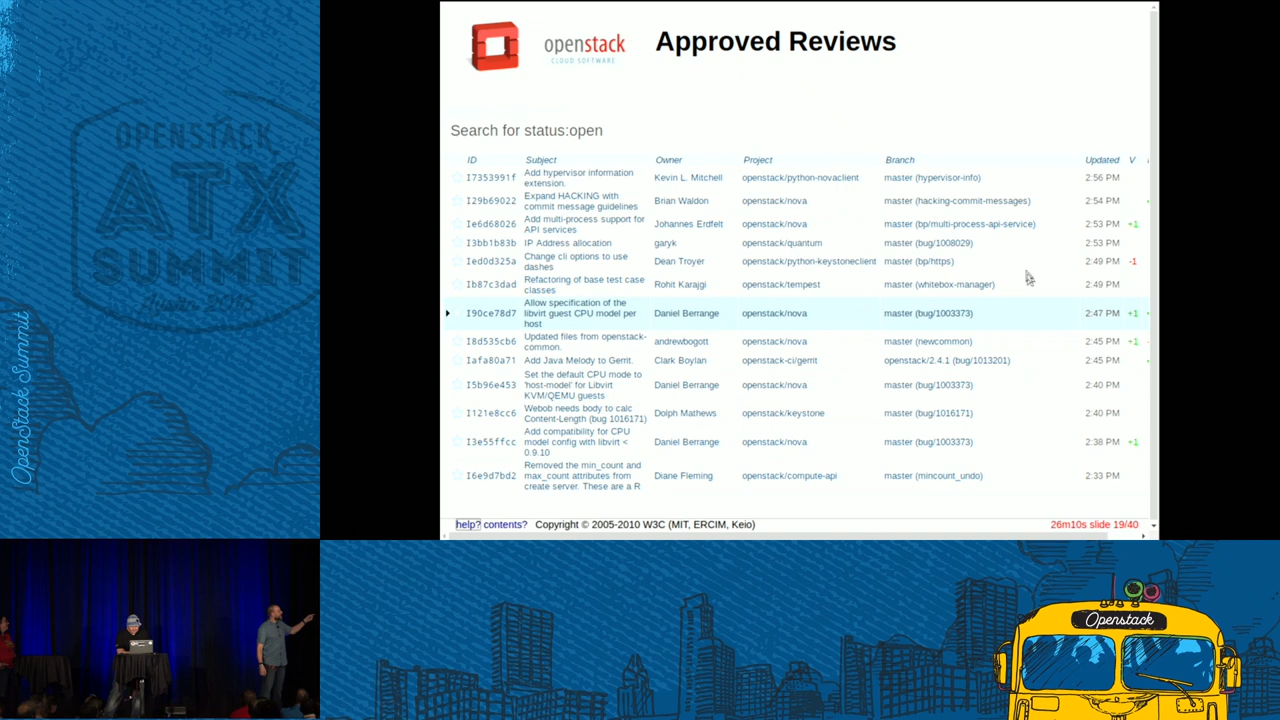 openstack
CLOUD SOFTWARE
Approved Reviews
Search for status:open
ID Subject Owner Project Branch Updated V
I7353991f Add hypervisor information extension. Kevin L. Mitchell openstack/python-novaclient master (hypervisor-info) 2:56 PM
I29b69022 Expand HACKING with commit message guidelines Brian Waldon openstack/nova master (hacking-commit-messages) 2:54 PM
Ie6d68026 Add multi-process support for API services Johannes Erdfelt openstack/nova master (bp/multi-process-api-service) 2:53 PM +1
I3bb1b83b IP Address allocation garyk openstack/quantum master (bug/1008029) 2:53 PM
Ied0d325a Change cli options to use dashes Dean Troyer openstack/python-keystoneclient master (bp/https) 2:49 PM -1
Ib87c3dad Refactoring of base test case classes Rohit Karajgi openstack/tempest master (whitebox-manager) 2:49 PM
I90ce78d7 Allow specification of the libvirt guest CPU model per host Daniel Berrange openstack/nova master (bug/1003373) 2:47 PM +1
I8d535cb6 Updated files from openstack-common. andrewbogott openstack/nova master (newcommon) 2:45 PM +1
Iafa80a71 Add Java Melody to Gerrit. Clark Boylan openstack-ci/gerrit openstack/2.4.1 (bug/1013201) 2:45 PM
I5b96e453 Set the default CPU mode to 'host-model' for Libvirt KVM/QEMU guests Daniel Berrange openstack/nova master (bug/1003373) 2:40 PM
I121e8cc6 Webob needs body to calc Content-Length (bug 1016171) Dolph Mathews openstack/keystone master (bug/1016171) 2:40 PM
I3e55ffcc Add compatibility for CPU model config with libvirt < 0.9.10 Daniel Berrange openstack/nova master (bug/1003373) 2:38 PM +1
I6e9d7bd2 Removed the min_count and max_count attributes from create server. These are a R Diane Fleming openstack/compute-api master (mincount_undo) 2:33 PM
help? contents? Copyright © 2005-2010 W3C (MIT, ERCIM, Keio) 26m10s slide 19/40
OPENSTACK
ATX
OpenStack Summit
Openstack